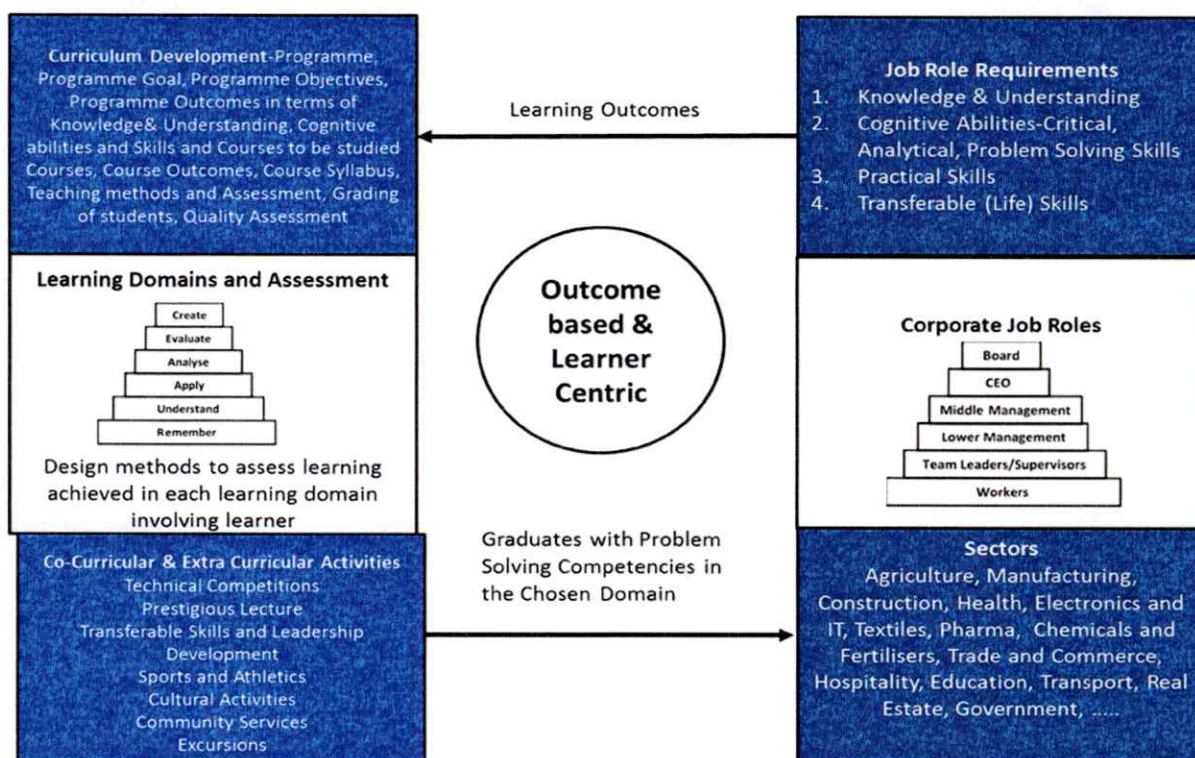 Curriculum Development-Programme,
Programme Goal, Programme Objectives,
Programme Outcomes in terms of
Knowledge& Understanding, Cognitive
abilities and Skills and Courses to be studied
Courses, Course Outcomes, Course Syllabus,
Teaching methods and Assessment, Grading
of students, Quality Assessment
Learning Outcomes
Job Role Requirements
1. Knowledge & Understanding
2. Cognitive Abilities-Critical,
Analytical, Problem Solving Skills
3. Practical Skills
4. Transferable (Life) Skills
Learning Domains and Assessment
Create
Evaluate
Analyse
Apply
Understand
Remember
Design methods to assess learning
achieved in each learning domain
involving learner
Outcome
based &
Learner
Centric
Corporate Job Roles
Board
CEO
Middle Management
Lower Management
Team Leaders/Supervisors
Workers
Co-Curricular & Extra Curricular Activities
Technical Competitions
Prestigious Lecture
Transferable Skills and Leadership
Development
Sports and Athletics
Cultural Activities
Community Services
Excursions
Graduates with Problem
Solving Competencies in
the Chosen Domain
Sectors
Agriculture, Manufacturing,
Construction, Health, Electronics and
IT, Textiles, Pharma, Chemicals and
Fertilisers, Trade and Commerce,
Hospitality, Education, Transport, Real
Estate, Government, .....